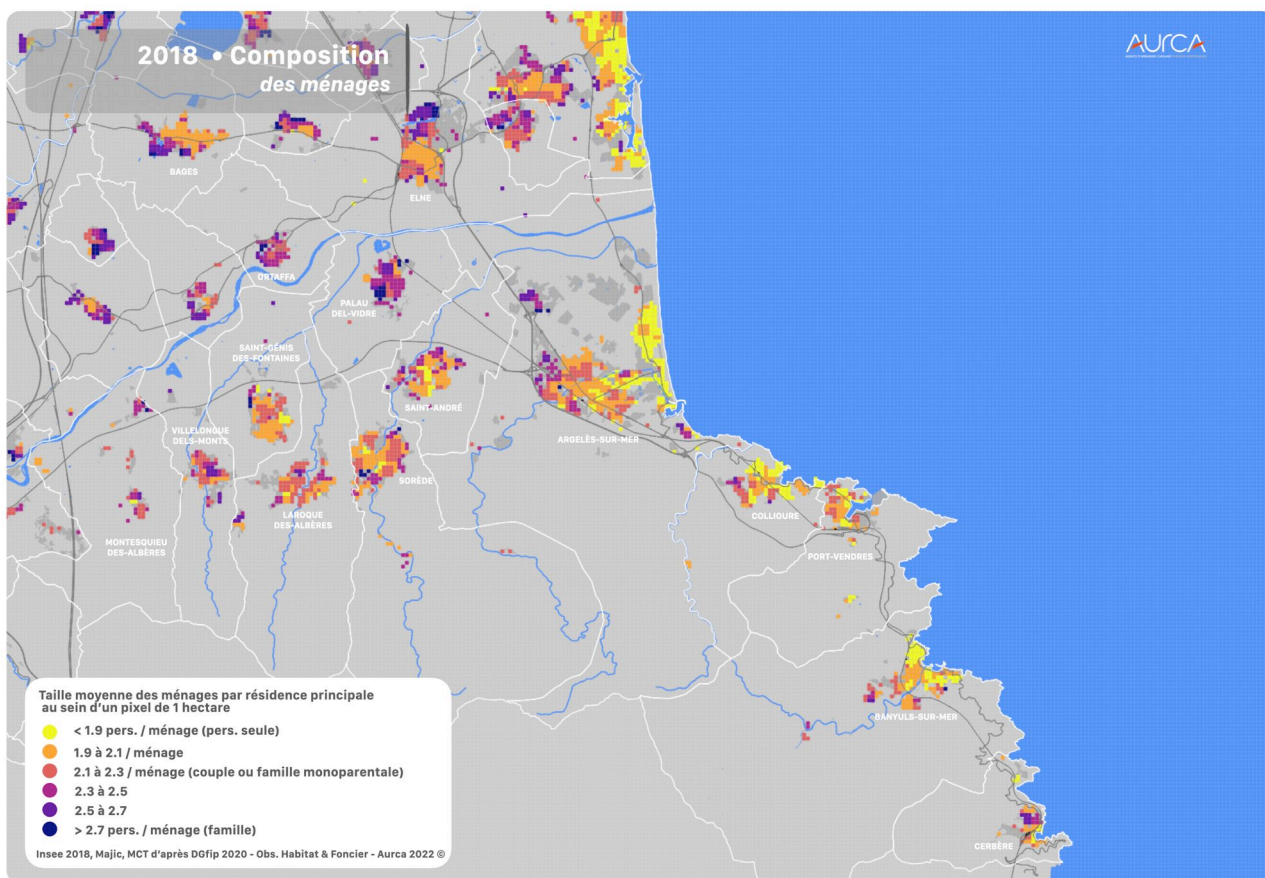 2018 • Composition
des ménages
AURCA
BAGES
ELNE
ORTAFFA
PALAU
DEL-VIDRE
SAINT-GÉNIS
DES-FONTAINES
SAINT-ANDRÉ
VILLELONGUE
DELS-MONTS
ARGELÈS-SUR-MER
SORÈDE
LAROQUE
DES-ALBÈRES
MONTESQUIEU
DES-ALBÈRES
COLLIOURE
PORT-VENDRES
BANYULS-SUR-MER
CERBÈRE
Taille moyenne des ménages par résidence principale
au sein d'un pixel de 1 hectare
< 1.9 pers. / ménage (pers. seule)
1.9 à 2.1 / ménage
2.1 à 2.3 / ménage (couple ou famille monoparentale)
2.3 à 2.5
2.5 à 2.7
> 2.7 pers. / ménage (famille)
Insee 2018, Majic, MCT d'après DGfip 2020 - Obs. Habitat & Foncier - Aurca 2022 ©